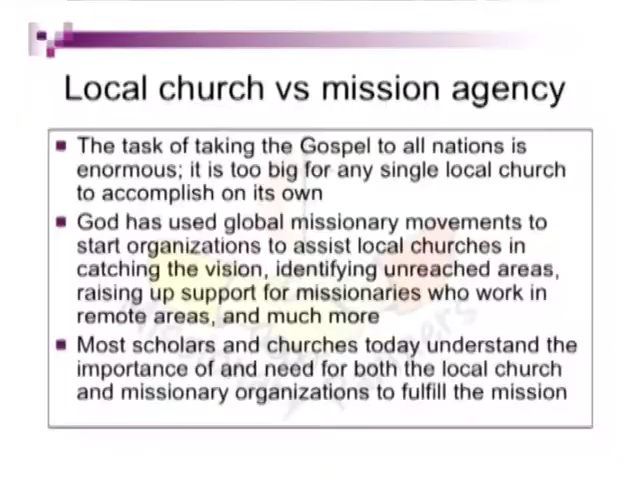 Local church vs mission agency
The task of taking the Gospel to all nations is
enormous; it is too big for any single local church
to accomplish on its own
God has used global missionary movements to
start organizations to assist local churches in
catching the vision, identifying unreached areas,
raising up support for missionaries who work in
remote areas, and much more
Most scholars and churches today understand the
importance of and need for both the local church
and missionary organizations to fulfill the mission